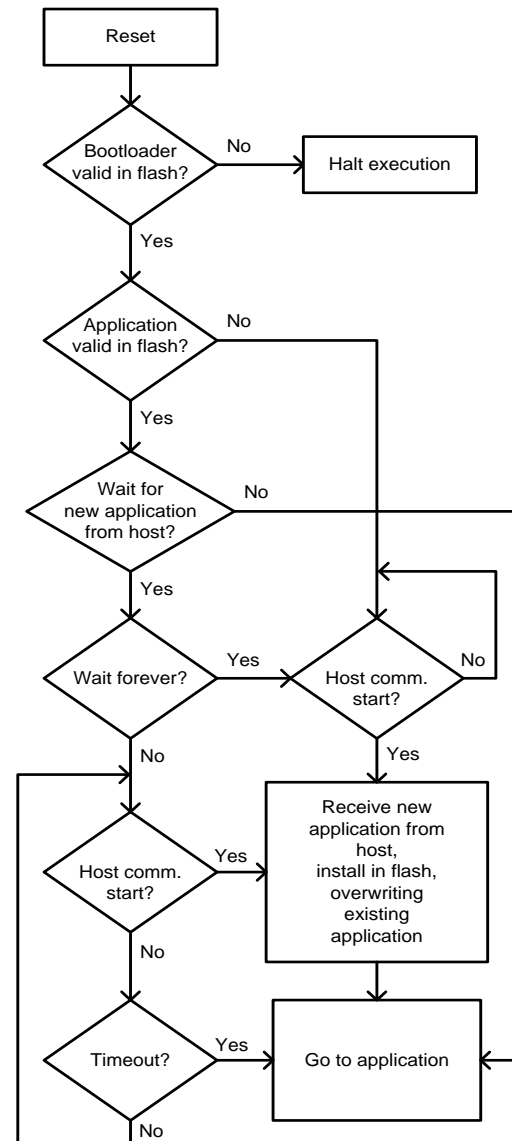 Reset
Bootloader
valid in flash?
No
Halt execution
Yes
Application
valid in flash?
No
Yes
Wait for
new application
from host?
No
Yes
Wait forever?
Yes
Host comm.
start?
No
No
Yes
Host comm.
start?
Yes
Receive new
application from
host,
install in flash,
overwriting
existing
application
No
Timeout?
Yes
Go to application
No